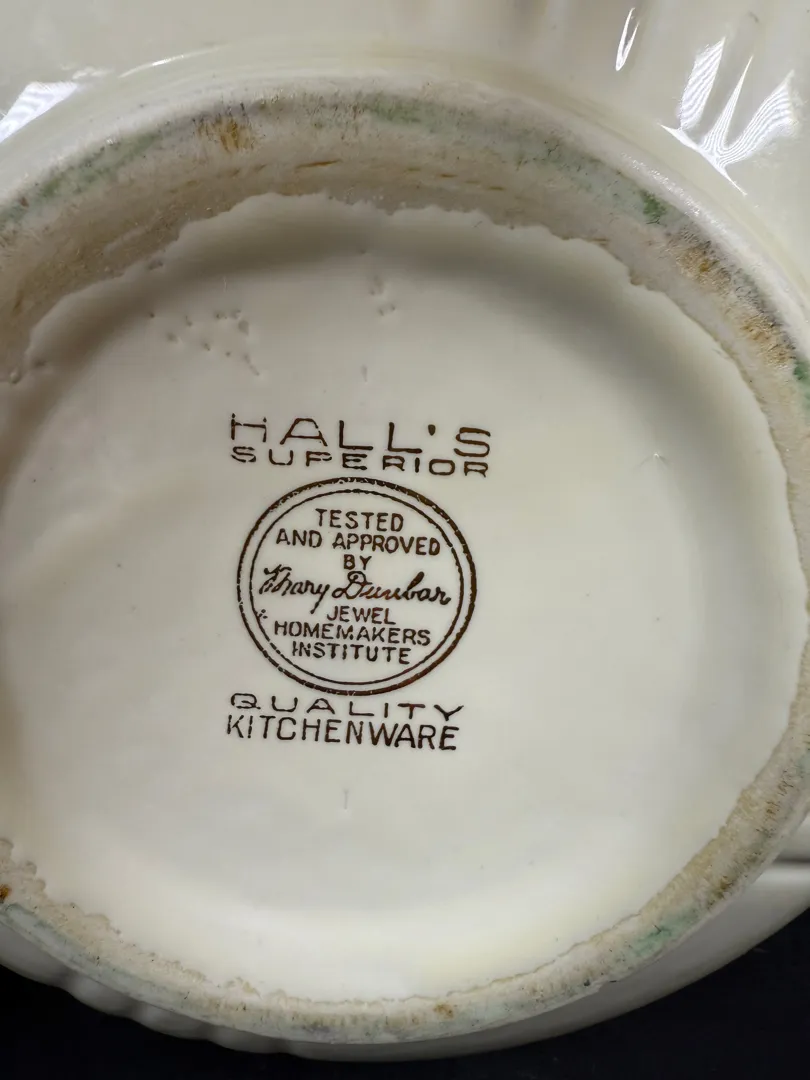 HALL'S
SUPERIOR
TESTED
AND APPROVED
BY
Mary Dunbar
JEWEL
HOMEMAKERS
INSTITUTE
QUALITY
KITCHENWARE